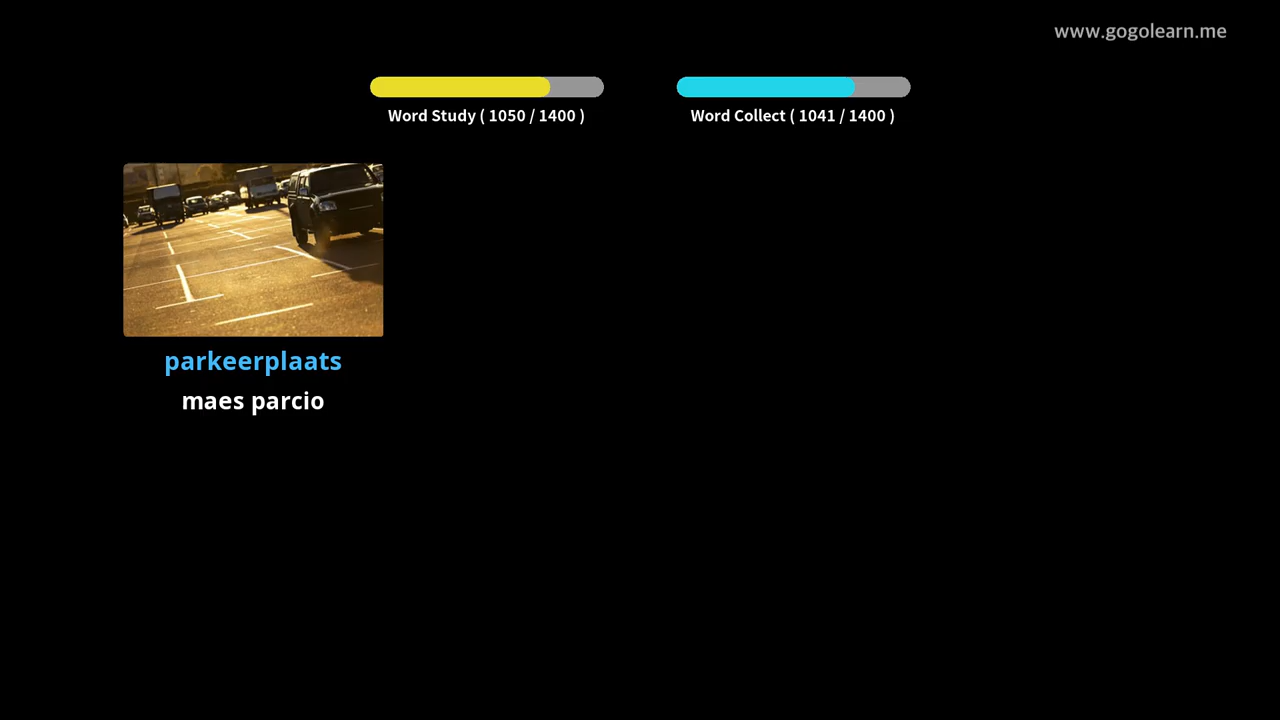 www.gogolearn.me
Word Study ( 1050 / 1400 )
Word Collect ( 1041 / 1400 )
parkeerplaats
maes parcio